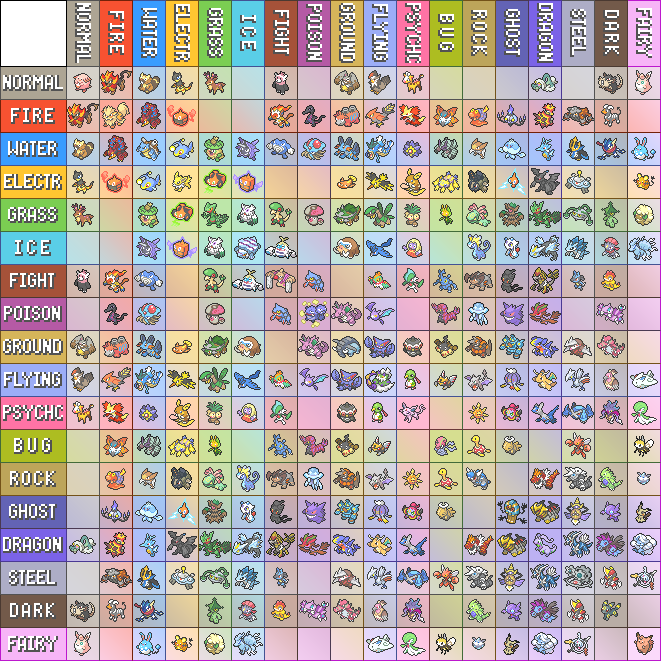 NORMAL FIRE WATER ELECTR GRASS ICE FIGHT POISON GROUND FLYING PSYCHC BUG ROCK GHOST DRAGON STEEL DARK FAIRY
NORMAL
FIRE
WATER
ELECTR
GRASS
ICE
FIGHT
POISON
GROUND
FLYING
PSYCHC
BUG
ROCK
GHOST
DRAGON
STEEL
DARK
FAIRY